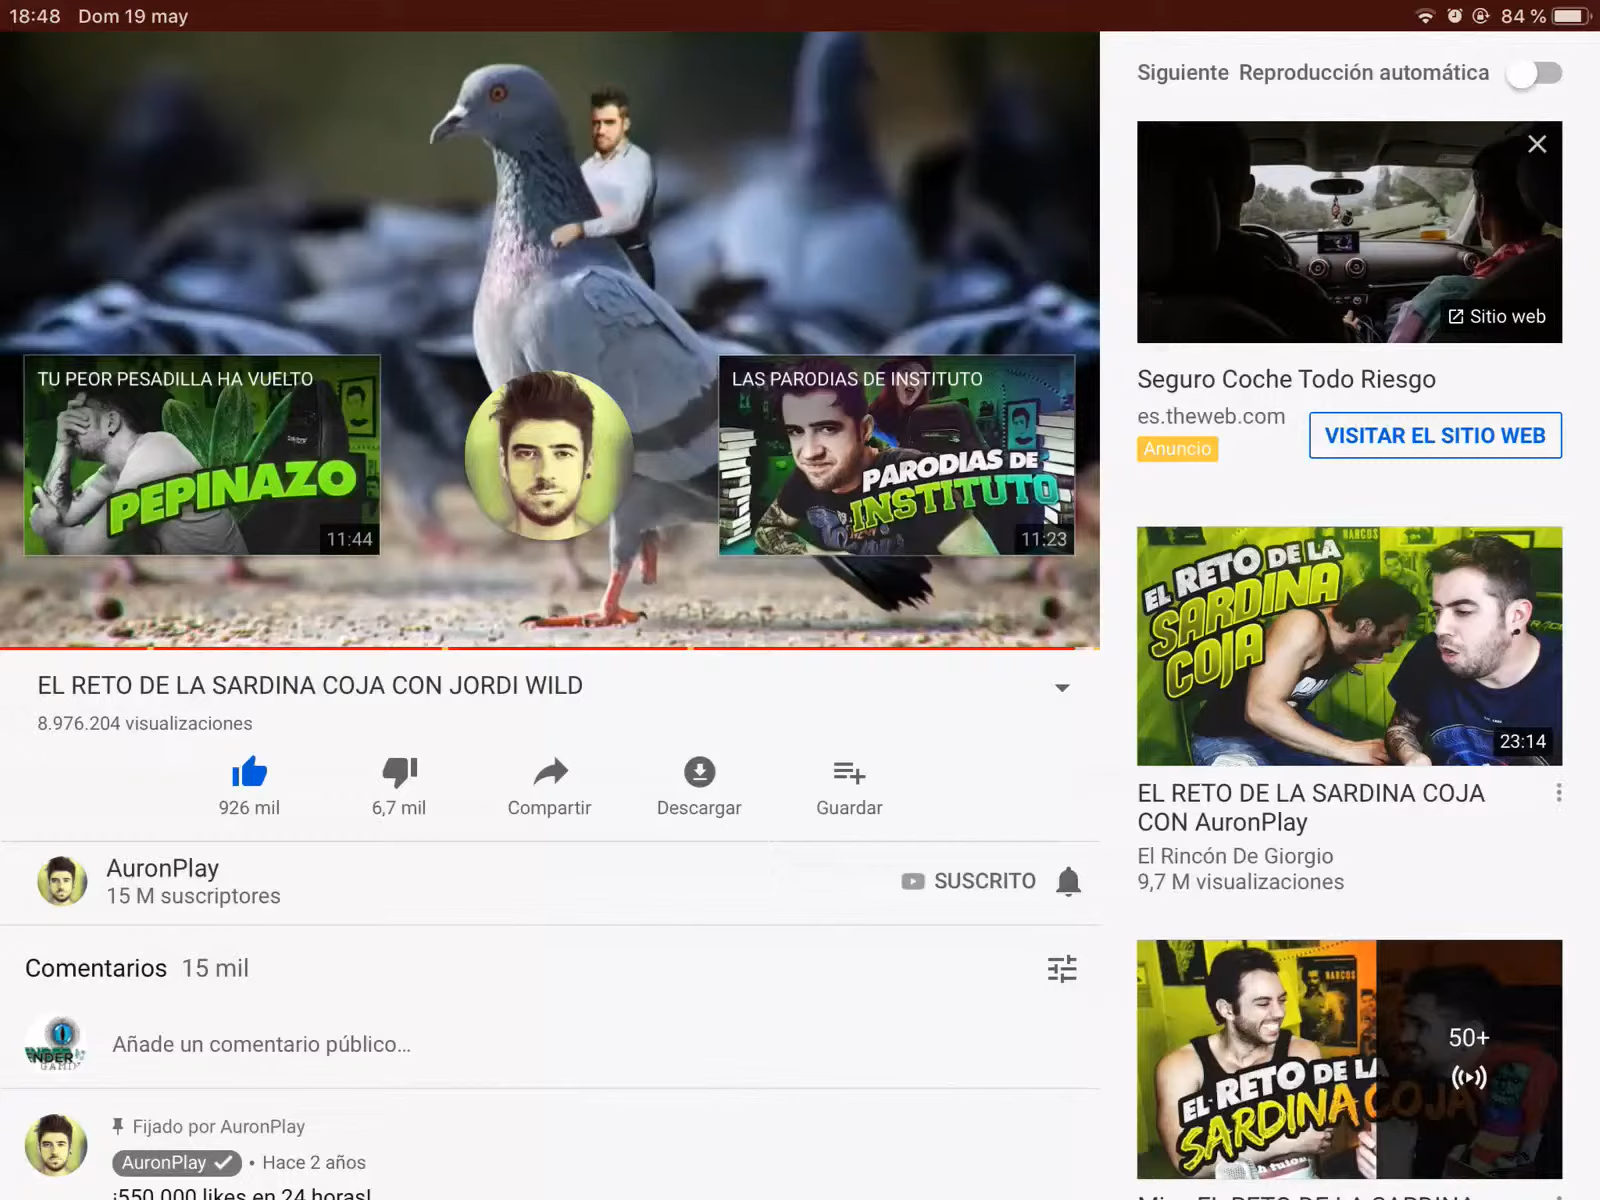 18:48 Dom 19 may
84 %
Siguiente Reproducción automática
Sitio web
Seguro Coche Todo Riesgo
es.theweb.com
Anuncio
VISITAR EL SITIO WEB
TU PEOR PESADILLA HA VUELTO
PEPINAZO
11:44
LAS PARODIAS DE INSTITUTO
PARODIAS DE
INSTITUTO
11:23
EL RETO DE LA SARDINA COJA CON JORDI WILD
8.976.204 visualizaciones
926 mil
6,7 mil
Compartir
Descargar
Guardar
AuronPlay
15 M suscriptores
SUSCRITO
Comentarios 15 mil
Añade un comentario público...
NDER
Fijado por AuronPlay
AuronPlay • Hace 2 años
¡550.000 likes en 24 horas!
NARCOS
EL RETO DE LA
SARDINA
COJA
23:14
EL RETO DE LA SARDINA COJA
CON AuronPlay
El Rincón De Giorgio
9,7 M visualizaciones
NARCOS
EL RETO DE LA
SARDINA COJA
50+